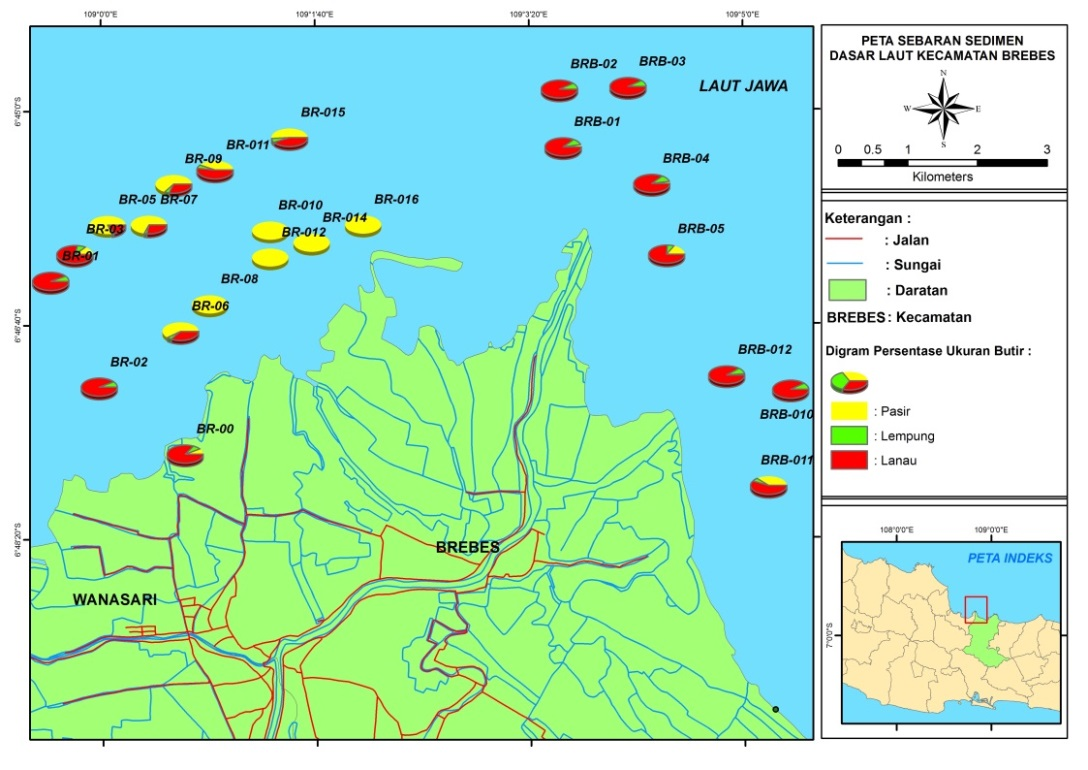 109°0'0"E
109°1'40"E
109°3'20"E
109°5'0"E
6°45'0"S
6°46'40"S
6°48'20"S
BRB-02
BRB-03
LAUT JAWA
BR-015
BRB-01
BR-011
BR-09
BRB-04
BR-05
BR-07
BR-010
BR-016
BR-014
BR-03
BR-012
BRB-05
BR-01
BR-08
BR-06
BR-02
BRB-012
BRB-010
BR-00
BRB-011
BREBES
WANASARI
PETA SEBARAN SEDIMEN
DASAR LAUT KECAMATAN BREBES
N
W
E
S
0 0.5 1 2 3
Kilometers
Keterangan :
: Jalan
: Sungai
: Daratan
BREBES : Kecamatan
Digram Persentase Ukuran Butir :
: Pasir
: Lempung
: Lanau
108°0'0"E
109°0'0"E
PETA INDEKS
7°0'0"S